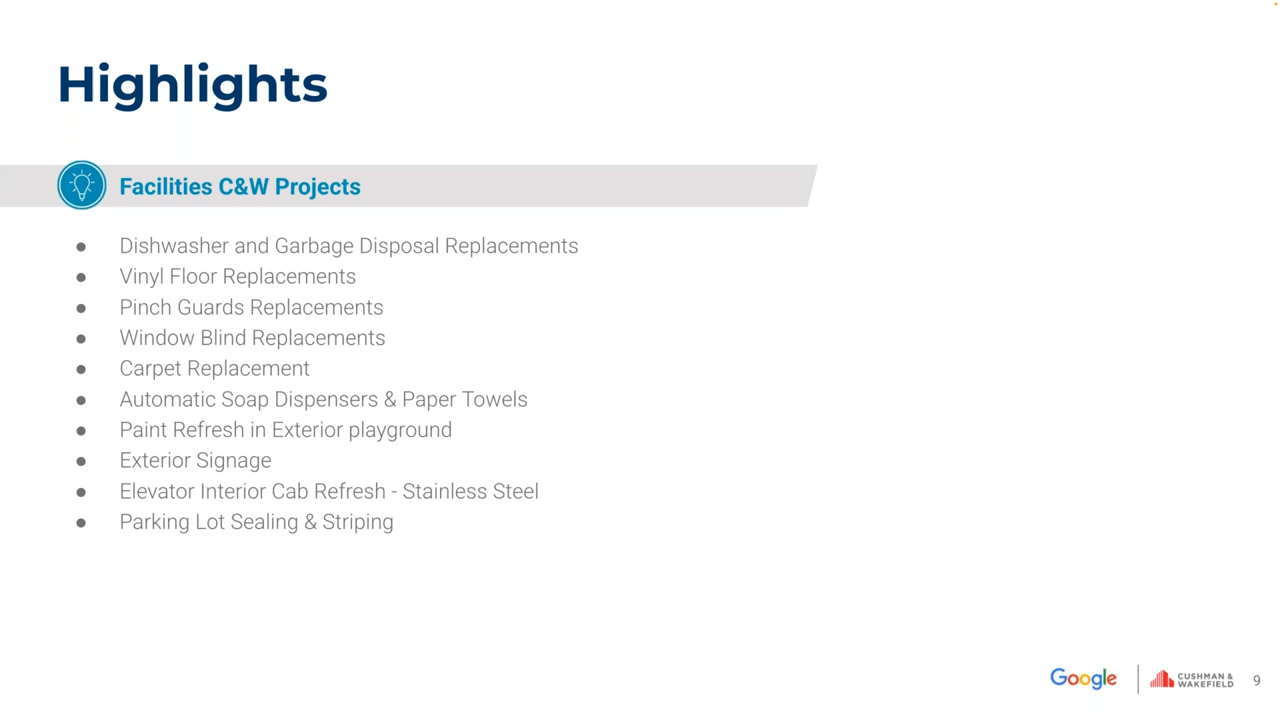 Highlights
Facilities C&W Projects
● Dishwasher and Garbage Disposal Replacements
● Vinyl Floor Replacements
● Pinch Guards Replacements
● Window Blind Replacements
● Carpet Replacement
● Automatic Soap Dispensers & Paper Towels
● Paint Refresh in Exterior playground
● Exterior Signage
● Elevator Interior Cab Refresh - Stainless Steel
● Parking Lot Sealing & Striping
Google
CUSHMAN &
WAKEFIELD
9